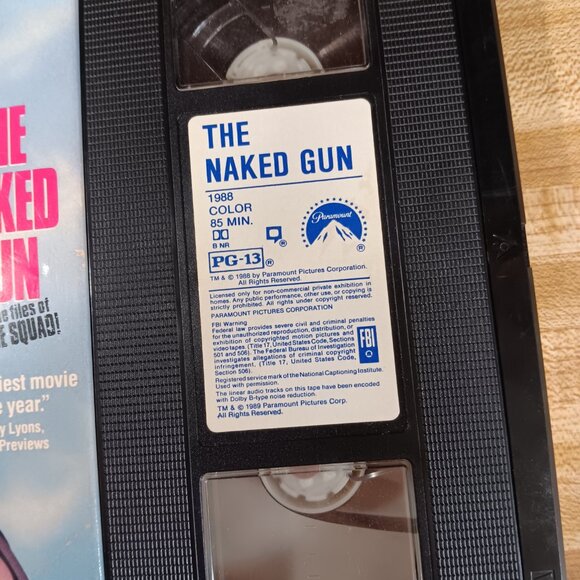 HE
KED
UN
e files of
E SQUAD!
iest movie
e year."
y Lyons,
Previews
THE
NAKED GUN
1988
COLOR
85 MIN.
B NR
PG-13®
Paramount
®
®
TM & © 1988 by Paramount Pictures Corporation.
All Rights Reserved.
Licensed only for non-commercial private exhibition in
homes. Any public performance, other use, or copying is
strictly prohibited. All rights under copyright reserved.
PARAMOUNT PICTURES CORPORATION
FBI Warning
Federal law provides severe civil and criminal penalties
for the unauthorized reproduction, distribution, or
exhibition of copyrighted motion pictures and
videotapes. (Title 17, United States Code, Sections
501 and 506). The Federal Bureau of Investigation
investigates allegations of criminal copyright
infringement. (Title 17, United States Code,
Section 506).
FBI
Registered service mark of the National Captioning Institute.
Used with permission.
The linear audio tracks on this tape have been encoded
with Dolby B-type noise reduction.
TM & © 1989 Paramount Pictures Corp.
All Rights Reserved.